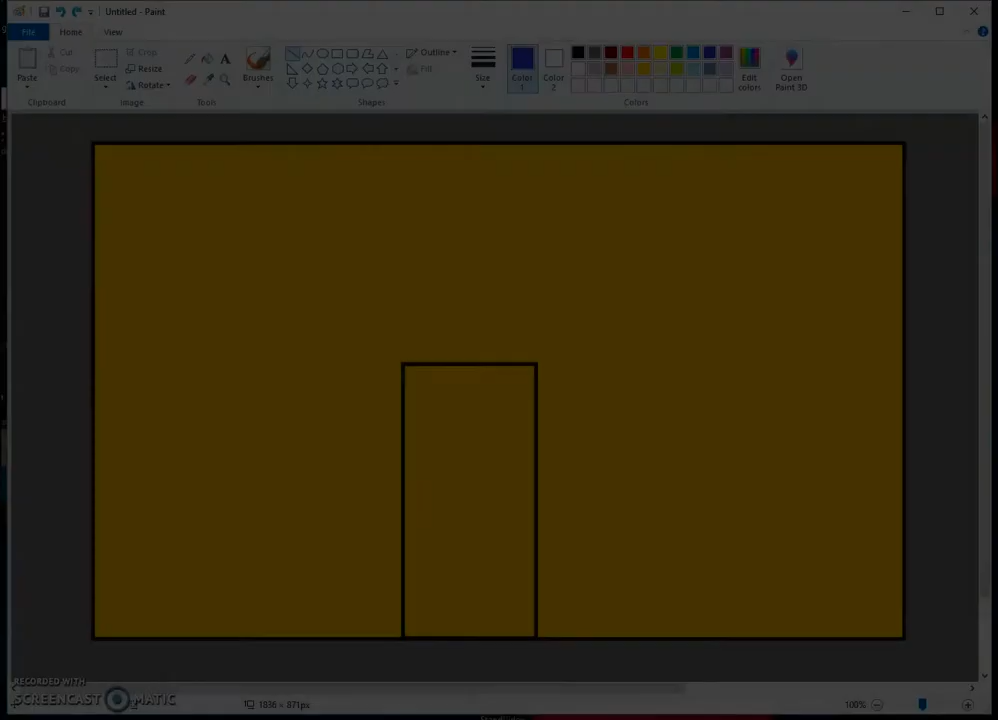 Untitled - Paint
File Home View
Paste
Cut
Copy
Clipboard
Select
Crop
Resize
Rotate
Image
A
Tools
Brushes
Shapes
Outline
Fill
Size
Color 1
Color 2
Colors
Edit colors
Open Paint 3D
RECORDED WITH
SCREENCAST MATIC
1836 × 871px
100%